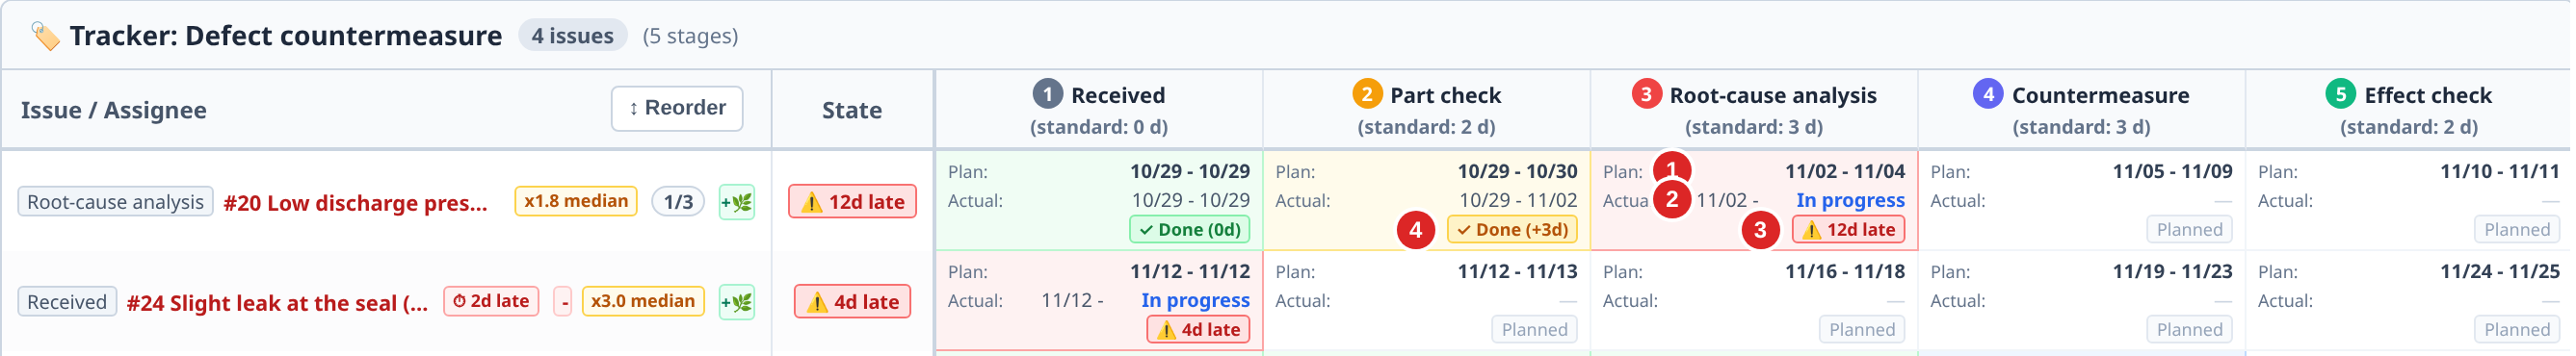 🏷️ Tracker: Defect countermeasure 4 issues (5 stages)
Issue / Assignee ↕ Reorder State
1 Received (standard: 0 d)
2 Part check (standard: 2 d)
3 Root-cause analysis (standard: 3 d)
4 Countermeasure (standard: 3 d)
5 Effect check (standard: 2 d)
Root-cause analysis #20 Low discharge pres... x1.8 median 1/3 +🌿 ⚠️ 12d late
Plan: 10/29 - 10/29
Actual: 10/29 - 10/29
✓ Done (0d)
Plan: 10/29 - 10/30
Actual: 10/29 - 11/02
4 ✓ Done (+3d)
Plan: 1 11/02 - 11/04
Actua 2 11/02 - In progress
3 ⚠️ 12d late
Plan: 11/05 - 11/09
Actual: —
Planned
Plan: 11/10 - 11/11
Actual: —
Planned
Received #24 Slight leak at the seal (... ⏱ 2d late - x3.0 median +🌿 ⚠️ 4d late
Plan: 11/12 - 11/12
Actual: 11/12 - In progress
⚠️ 4d late
Plan: 11/12 - 11/13
Actual: —
Planned
Plan: 11/16 - 11/18
Actual: —
Planned
Plan: 11/19 - 11/23
Actual: —
Planned
Plan: 11/24 - 11/25
Actual: —
Planned